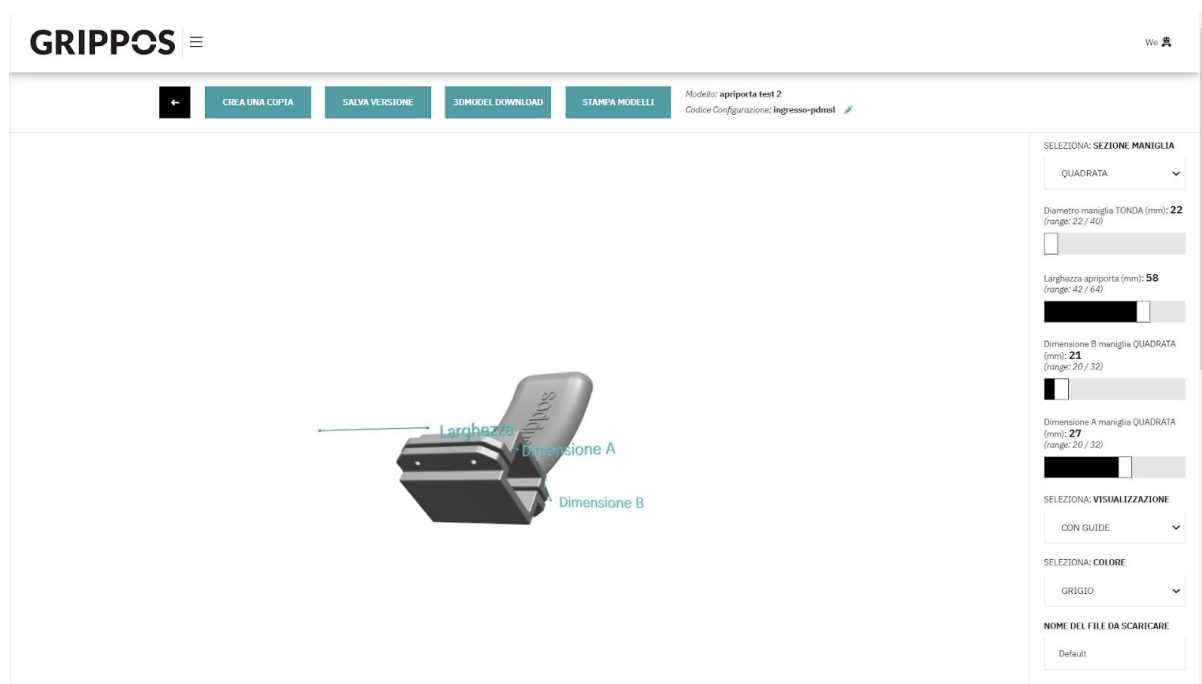 GRIPPOS
We
CREA UNA COPIA
SALVA VERSIONE
3DMODEL DOWNLOAD
STAMPA MODELLI
Modello: apriporta test 2
Codice Configurazione: ingresso-pdmsl
SELEZIONA: SEZIONE MANIGLIA
QUADRATA
Diametro maniglia TONDA (mm): 22
(range: 22 / 40)
Larghezza apriporta (mm): 58
(range: 42 / 64)
Dimensione B maniglia QUADRATA
(mm): 21
(range: 20 / 32)
Dimensione A maniglia QUADRATA
(mm): 27
(range: 20 / 32)
SELEZIONA: VISUALIZZAZIONE
CON GUIDE
SELEZIONA: COLORE
GRIGIO
NOME DEL FILE DA SCARICARE
Default
Larghezza
Dimensione A
Dimensione B